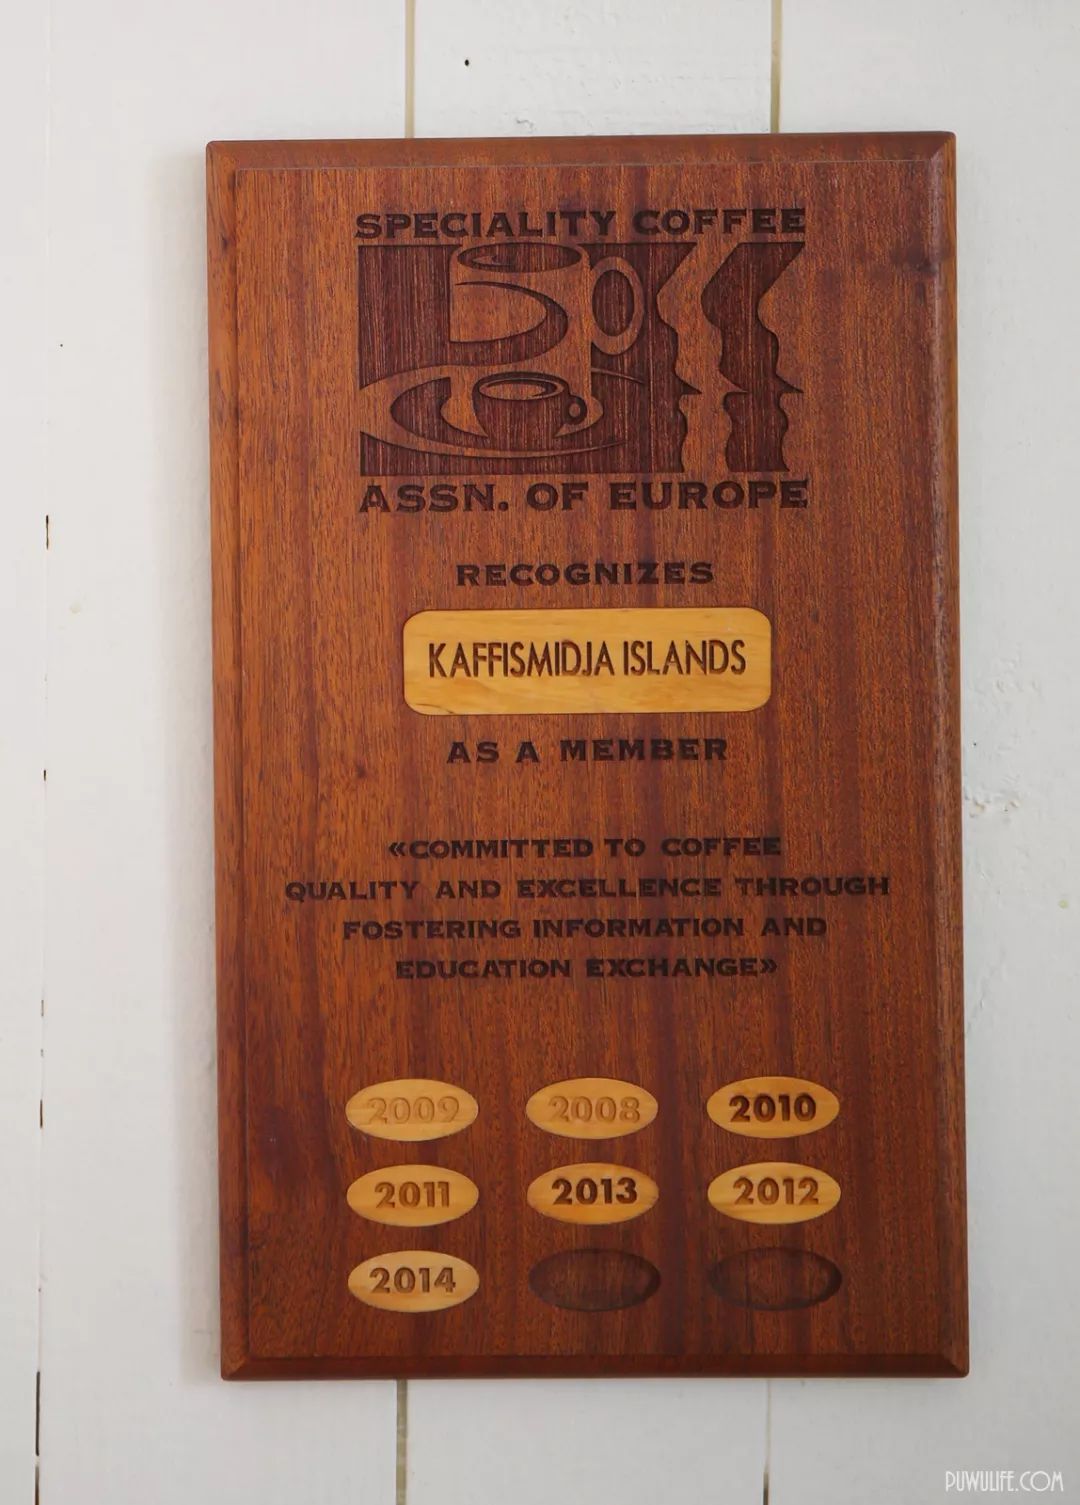 SPECIALITY COFFEE
ASSN. OF EUROPE
RECOGNIZES
KAFFISMIDJA ISLANDS
AS A MEMBER
«COMMITTED TO COFFEE
QUALITY AND EXCELLENCE THROUGH
FOSTERING INFORMATION AND
EDUCATION EXCHANGE»
2009 2008 2010
2011 2013 2012
2014
PUWULIFE.COM